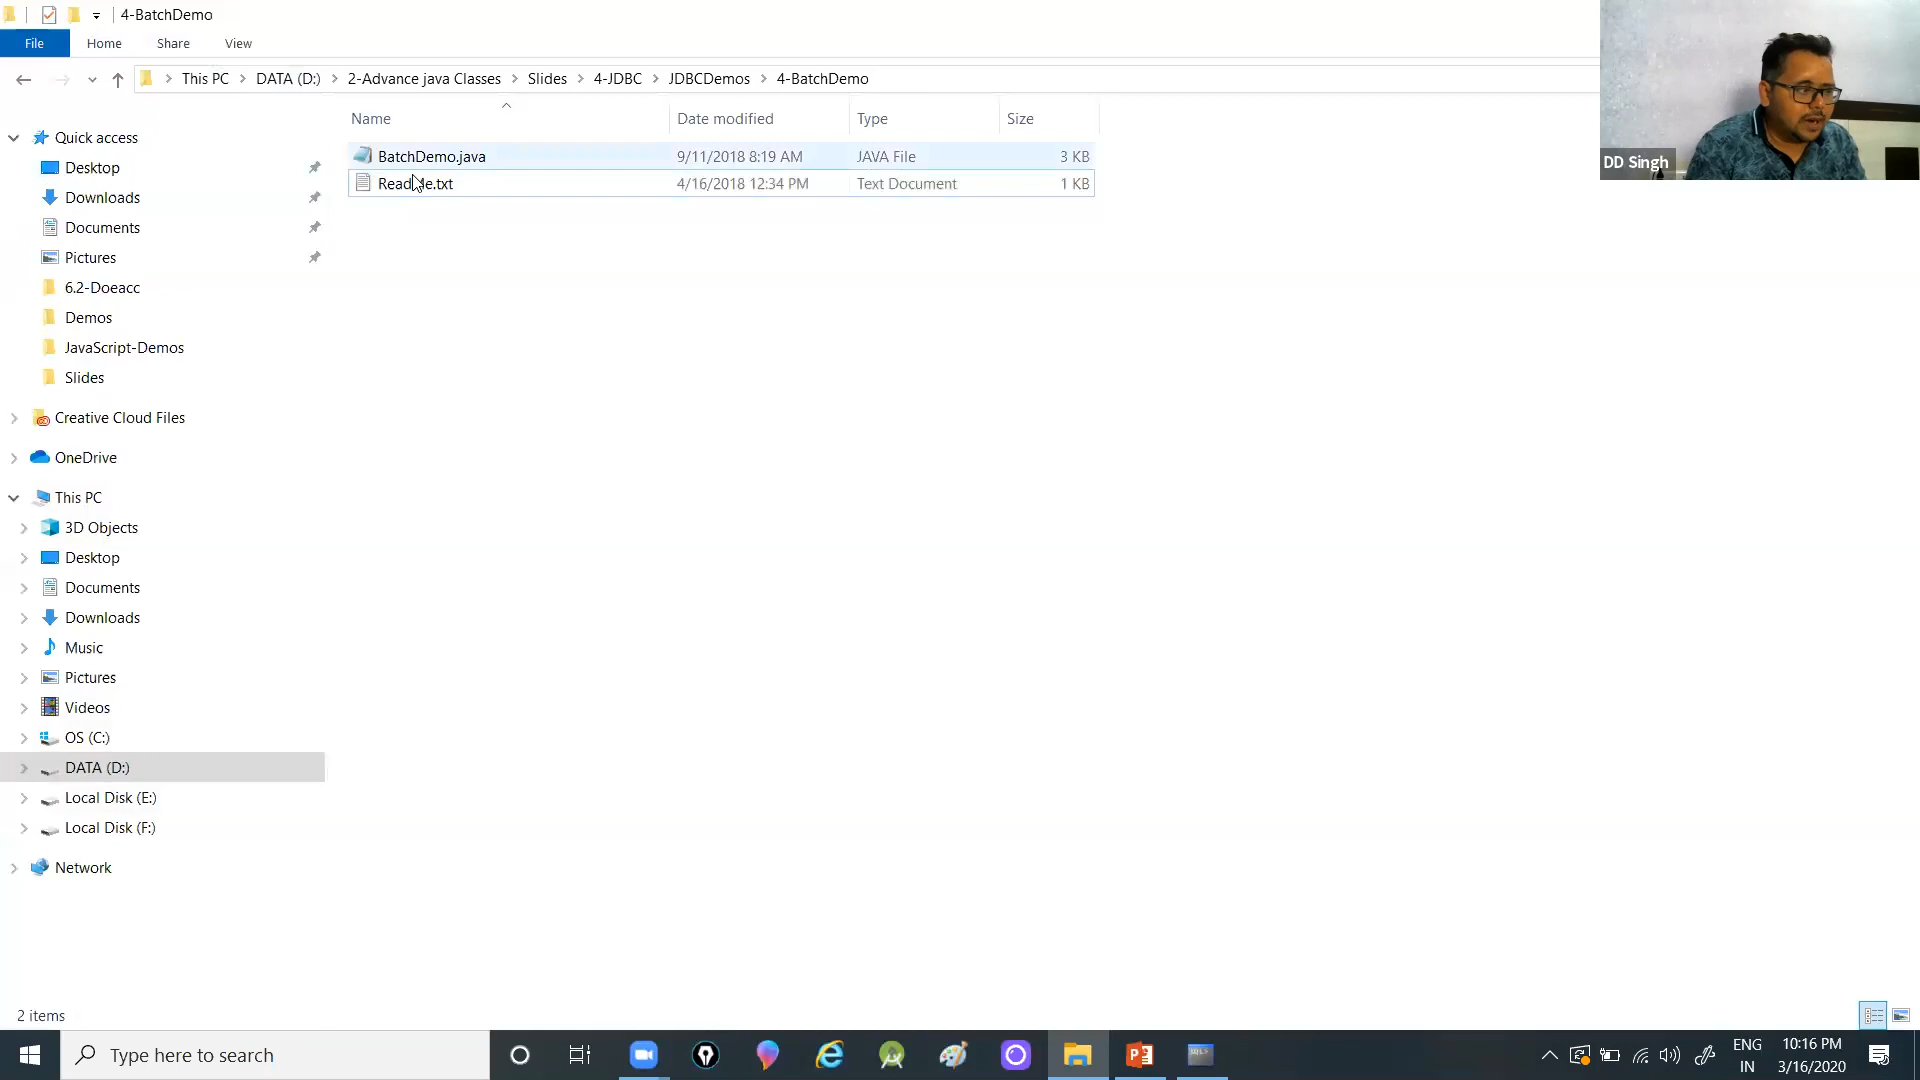 4-BatchDemo
File Home Share View
This PC DATA (D:) 2-Advance java Classes Slides 4-JDBC JDBCDemos 4-BatchDemo
Name Date modified Type Size
BatchDemo.java 9/11/2018 8:19 AM JAVA File 3 KB
4/16/2018 12:34 PM Text Document 1 KB
DD Singh
Quick access
Desktop
Downloads
Documents
Pictures
6.2-Doeacc
Demos
JavaScript-Demos
Slides
Creative Cloud Files
OneDrive
This PC
3D Objects
Desktop
Documents
Downloads
Music
Pictures
Videos
OS (C:)
DATA (D:)
Local Disk (E:)
Local Disk (F:)
Network
2 items
Type here to search
ENG 10:16 PM
IN 3/16/2020